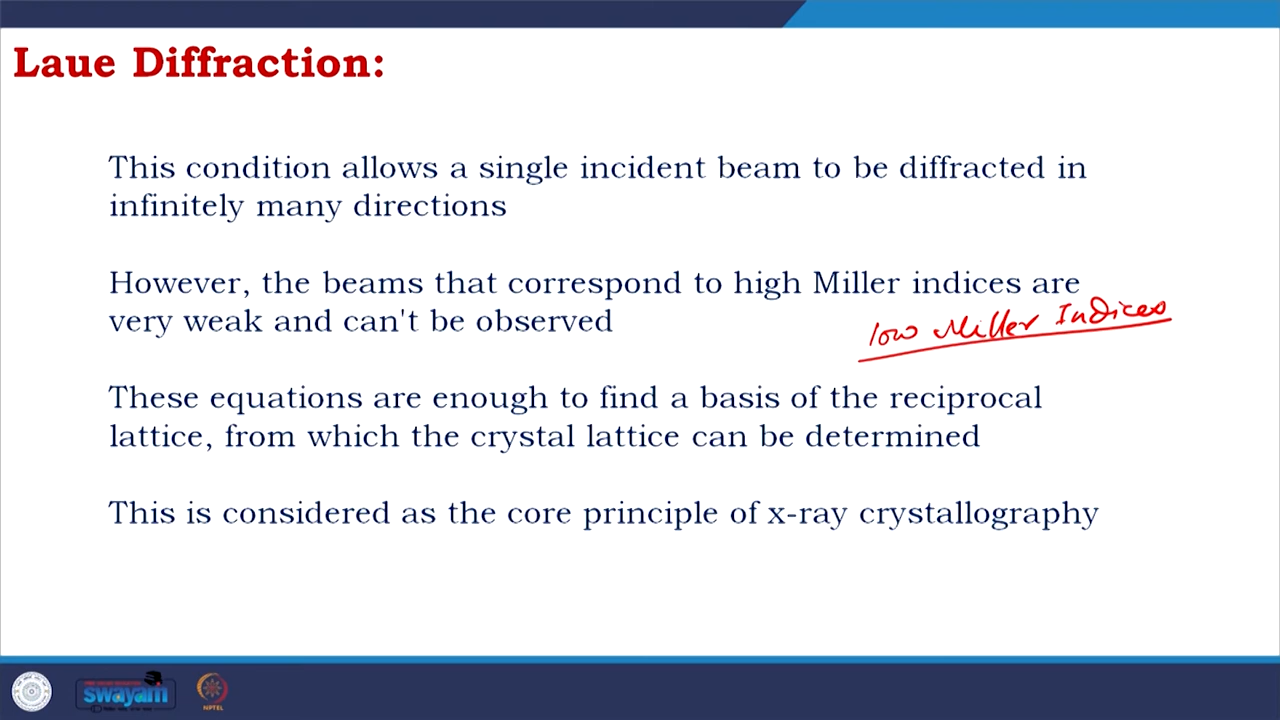 Laue Diffraction:
This condition allows a single incident beam to be diffracted in
infinitely many directions
However, the beams that correspond to high Miller indices are
very weak and can't be observed
low Miller Indices
These equations are enough to find a basis of the reciprocal
lattice, from which the crystal lattice can be determined
This is considered as the core principle of x-ray crystallography
swayam
NPTEL